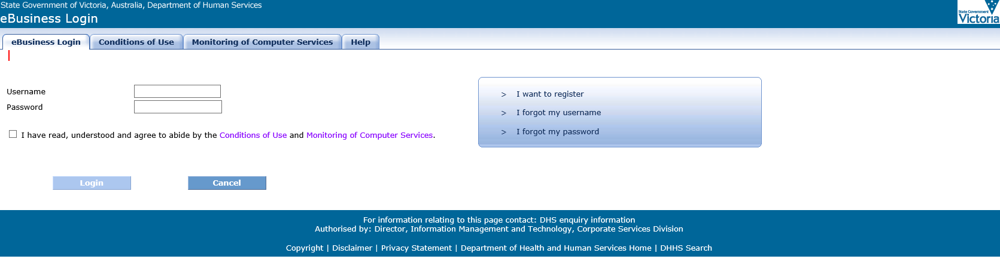 State Government of Victoria, Australia, Department of Human Services
eBusiness Login
State Government
Victoria
eBusiness Login
Conditions of Use
Monitoring of Computer Services
Help
Username
Password
I have read, understood and agree to abide by the Conditions of Use and Monitoring of Computer Services.
Login
Cancel
> I want to register
> I forgot my username
> I forgot my password
For information relating to this page contact: DHS enquiry information
Authorised by: Director, Information Management and Technology, Corporate Services Division
Copyright | Disclaimer | Privacy Statement | Department of Health and Human Services Home | DHHS Search